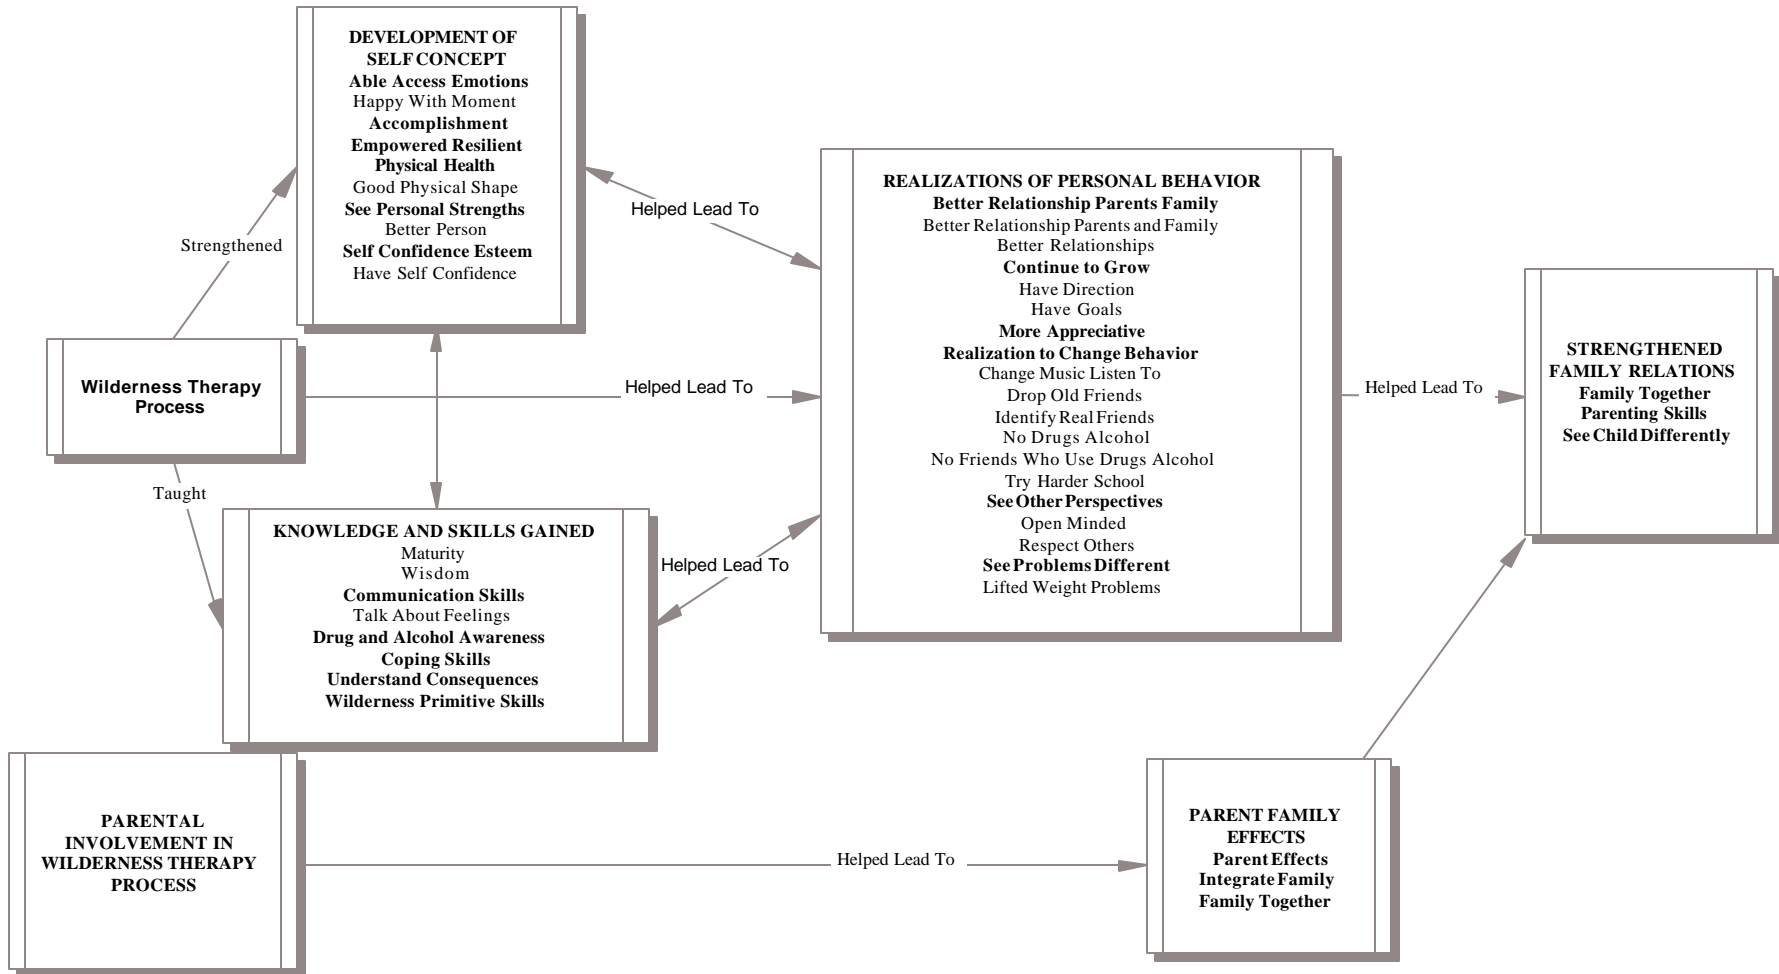 DEVELOPMENT OF
SELF CONCEPT
Able Access Emotions
Happy With Moment
Accomplishment
Empowered Resilient
Physical Health
Good Physical Shape
See Personal Strengths
Better Person
Self Confidence Esteem
Have Self Confidence
Strengthened
Helped Lead To
Wilderness Therapy
Process
Helped Lead To
Taught
KNOWLEDGE AND SKILLS GAINED
Maturity
Wisdom
Communication Skills
Talk About Feelings
Drug and Alcohol Awareness
Coping Skills
Understand Consequences
Wilderness Primitive Skills
Helped Lead To
REALIZATIONS OF PERSONAL BEHAVIOR
Better Relationship Parents Family
Better Relationship Parents and Family
Better Relationships
Continue to Grow
Have Direction
Have Goals
More Appreciative
Realization to Change Behavior
Change Music Listen To
Drop Old Friends
Identify Real Friends
No Drugs Alcohol
No Friends Who Use Drugs Alcohol
Try Harder School
See Other Perspectives
Open Minded
Respect Others
See Problems Different
Lifted Weight Problems
Helped Lead To
STRENGTHENED
FAMILY RELATIONS
Family Together
Parenting Skills
See Child Differently
PARENTAL
INVOLVEMENT IN
WILDERNESS THERAPY
PROCESS
Helped Lead To
PARENT FAMILY
EFFECTS
Parent Effects
Integrate Family
Family Together